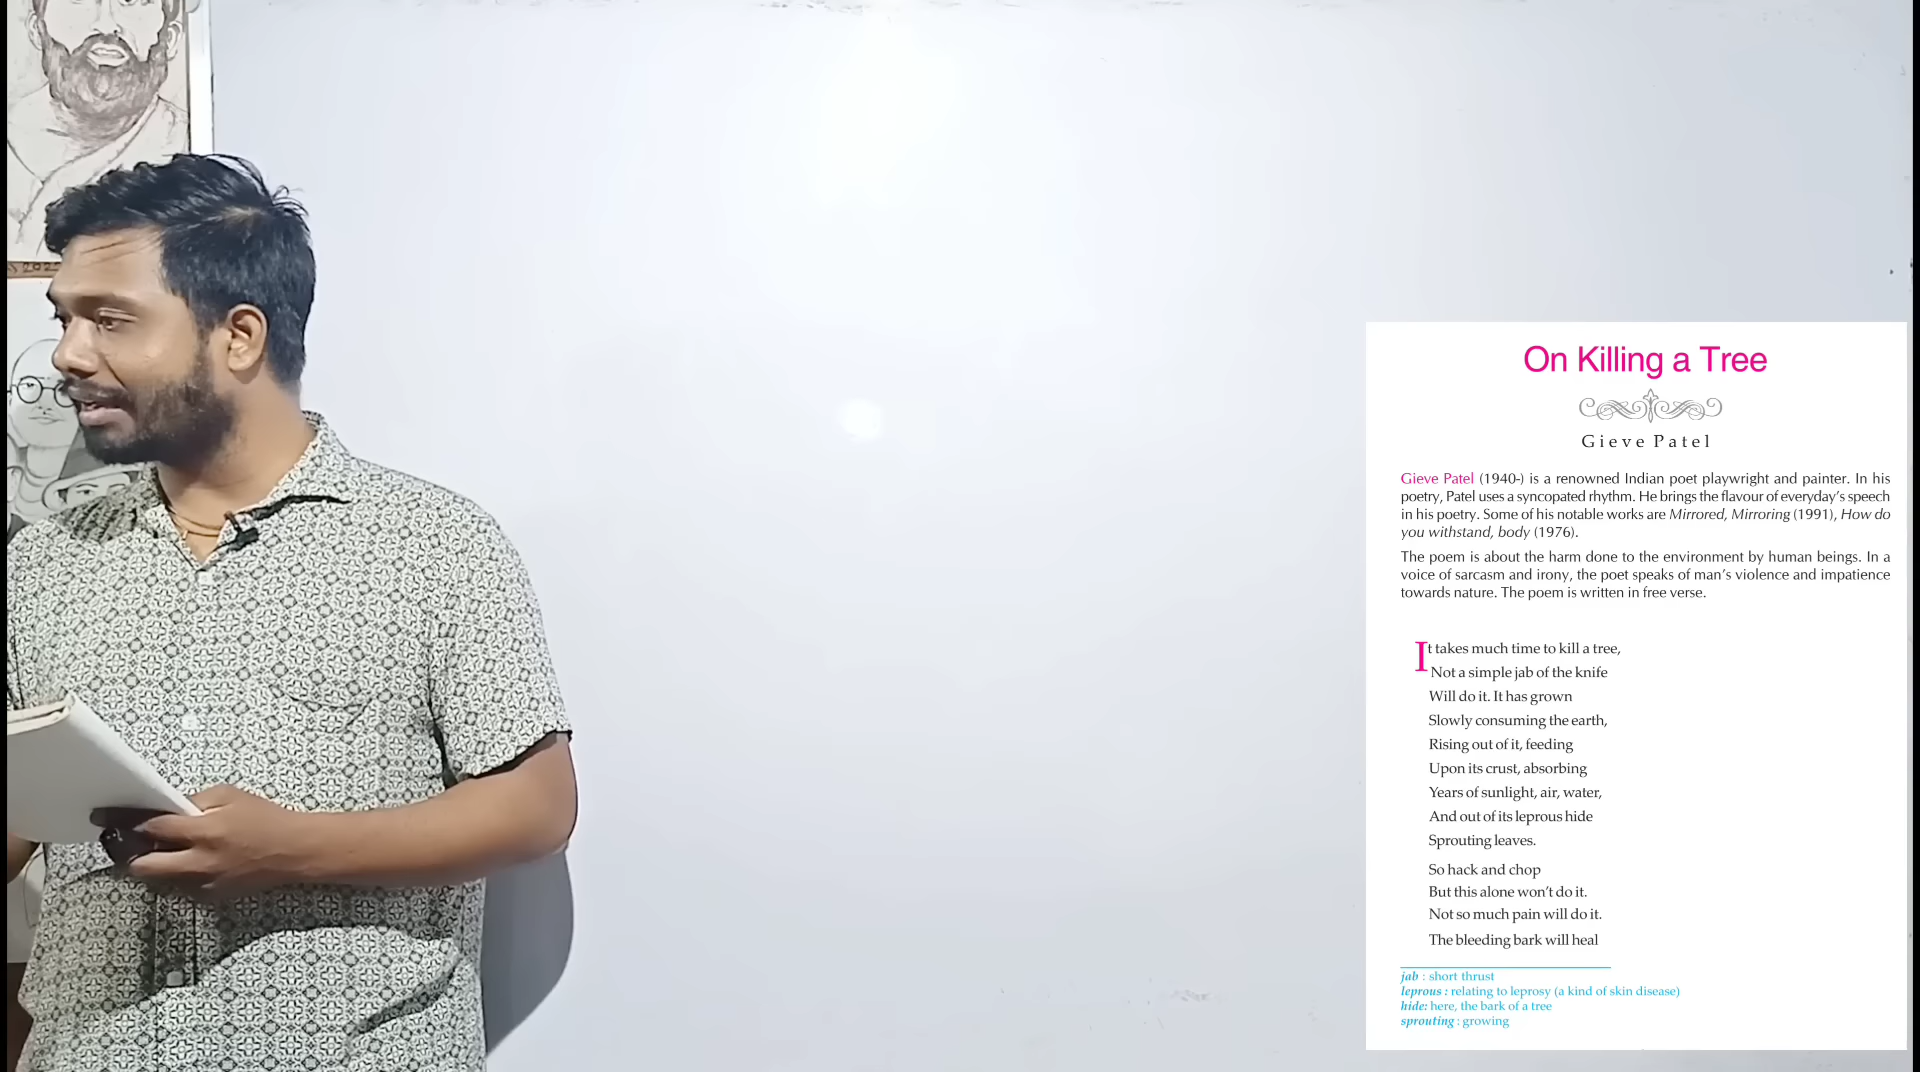 2022
On Killing a Tree
Gieve Patel
Gieve Patel (1940-) is a renowned Indian poet playwright and painter. In his
poetry, Patel uses a syncopated rhythm. He brings the flavour of everyday’s speech
in his poetry. Some of his notable works are Mirrored, Mirroring (1991), How do
you withstand, body (1976).
The poem is about the harm done to the environment by human beings. In a
voice of sarcasm and irony, the poet speaks of man’s violence and impatience
towards nature. The poem is written in free verse.
It takes much time to kill a tree,
Not a simple jab of the knife
Will do it. It has grown
Slowly consuming the earth,
Rising out of it, feeding
Upon its crust, absorbing
Years of sunlight, air, water,
And out of its leprous hide
Sprouting leaves.
So hack and chop
But this alone won’t do it.
Not so much pain will do it.
The bleeding bark will heal
jab : short thrust
leprous : relating to leprosy (a kind of skin disease)
hide: here, the bark of a tree
sprouting : growing